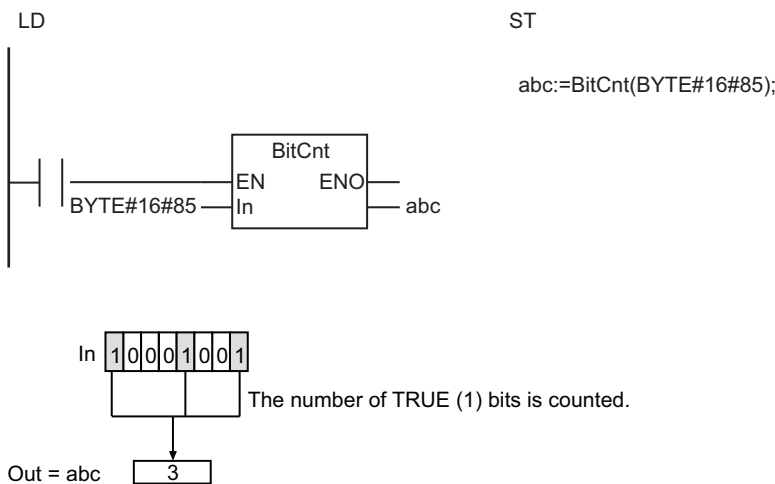 LD
ST
abc:=BitCnt(BYTE#16#85);
BitCnt
EN ENO
BYTE#16#85 In abc
In 1 0 0 0 1 0 0 1
The number of TRUE (1) bits is counted.
Out = abc 3